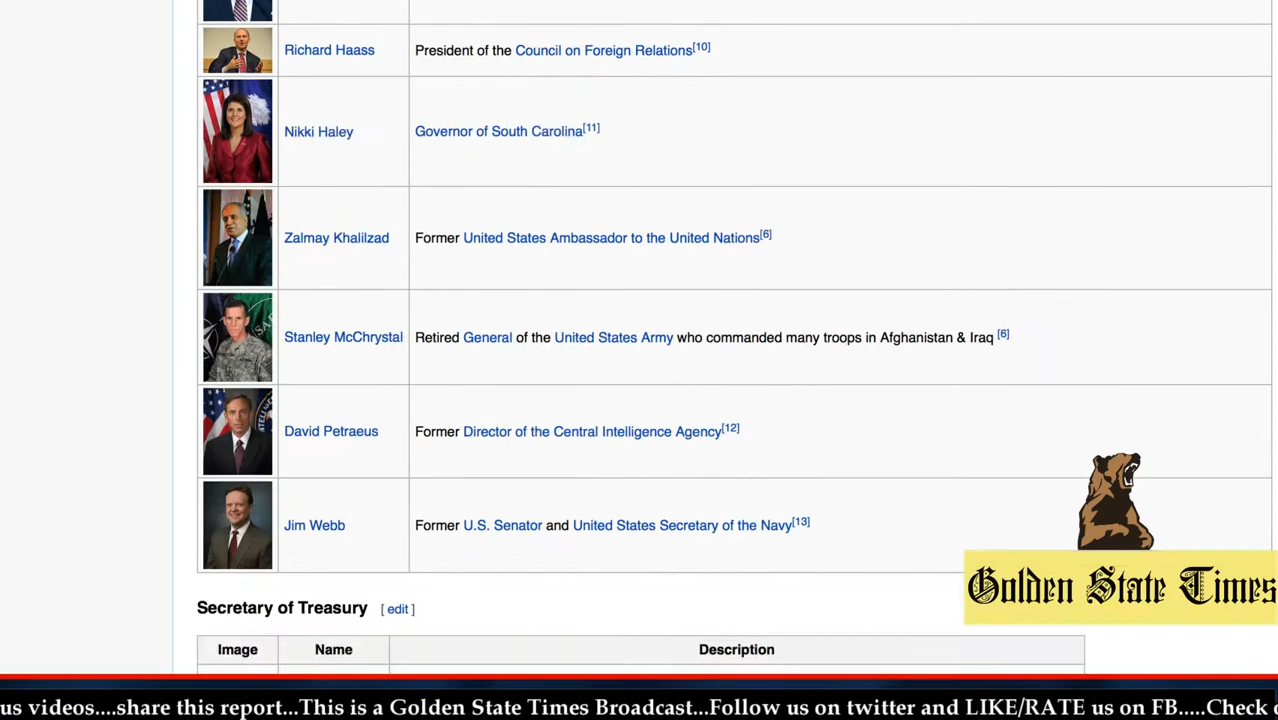 Richard Haass President of the Council on Foreign Relations[10]
Nikki Haley Governor of South Carolina[11]
Zalmay Khalilzad Former United States Ambassador to the United Nations[6]
Stanley McChrystal Retired General of the United States Army who commanded many troops in Afghanistan & Iraq [6]
David Petraeus Former Director of the Central Intelligence Agency[12]
Jim Webb Former U.S. Senator and United States Secretary of the Navy[13]
Golden State Times
Secretary of Treasury [ edit ]
Image Name Description
us videos....share this report...This is a Golden State Times Broadcast...Follow us on twitter and LIKE/RATE us on FB.....Check